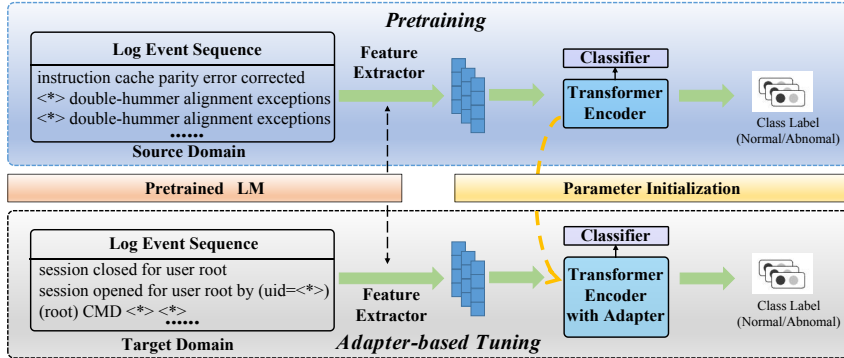 Pretraining
Log Event Sequence
instruction cache parity error corrected
<*> double-hummer alignment exceptions
<*> double-hummer alignment exceptions
......
Source Domain
Feature
Extractor
Classifier
Transformer
Encoder
Class Label
(Normal/Abnomal)
Pretrained LM
Parameter Initialization
Log Event Sequence
session closed for user root
session opened for user root by (uid=<*>)
(root) CMD <*> <*>
......
Target Domain
Feature
Extractor
Classifier
Transformer
Encoder
with Adapter
Class Label
(Normal/Abnomal)
Adapter-based Tuning